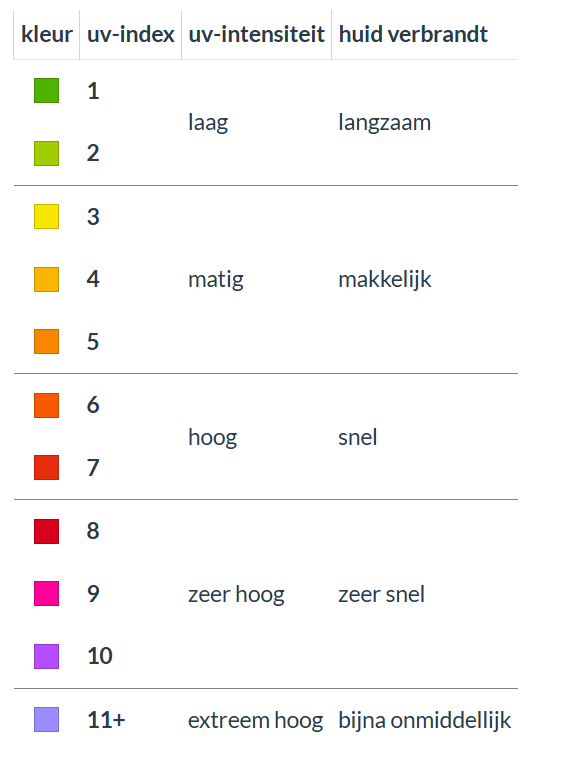 kleur uv-index uv-intensiteit huid verbrandt
1
laag langzaam
2
3
4 matig makkelijk
5
6
hoog snel
7
8
9 zeer hoog zeer snel
10
11+ extreem hoog bijna onmiddellijk